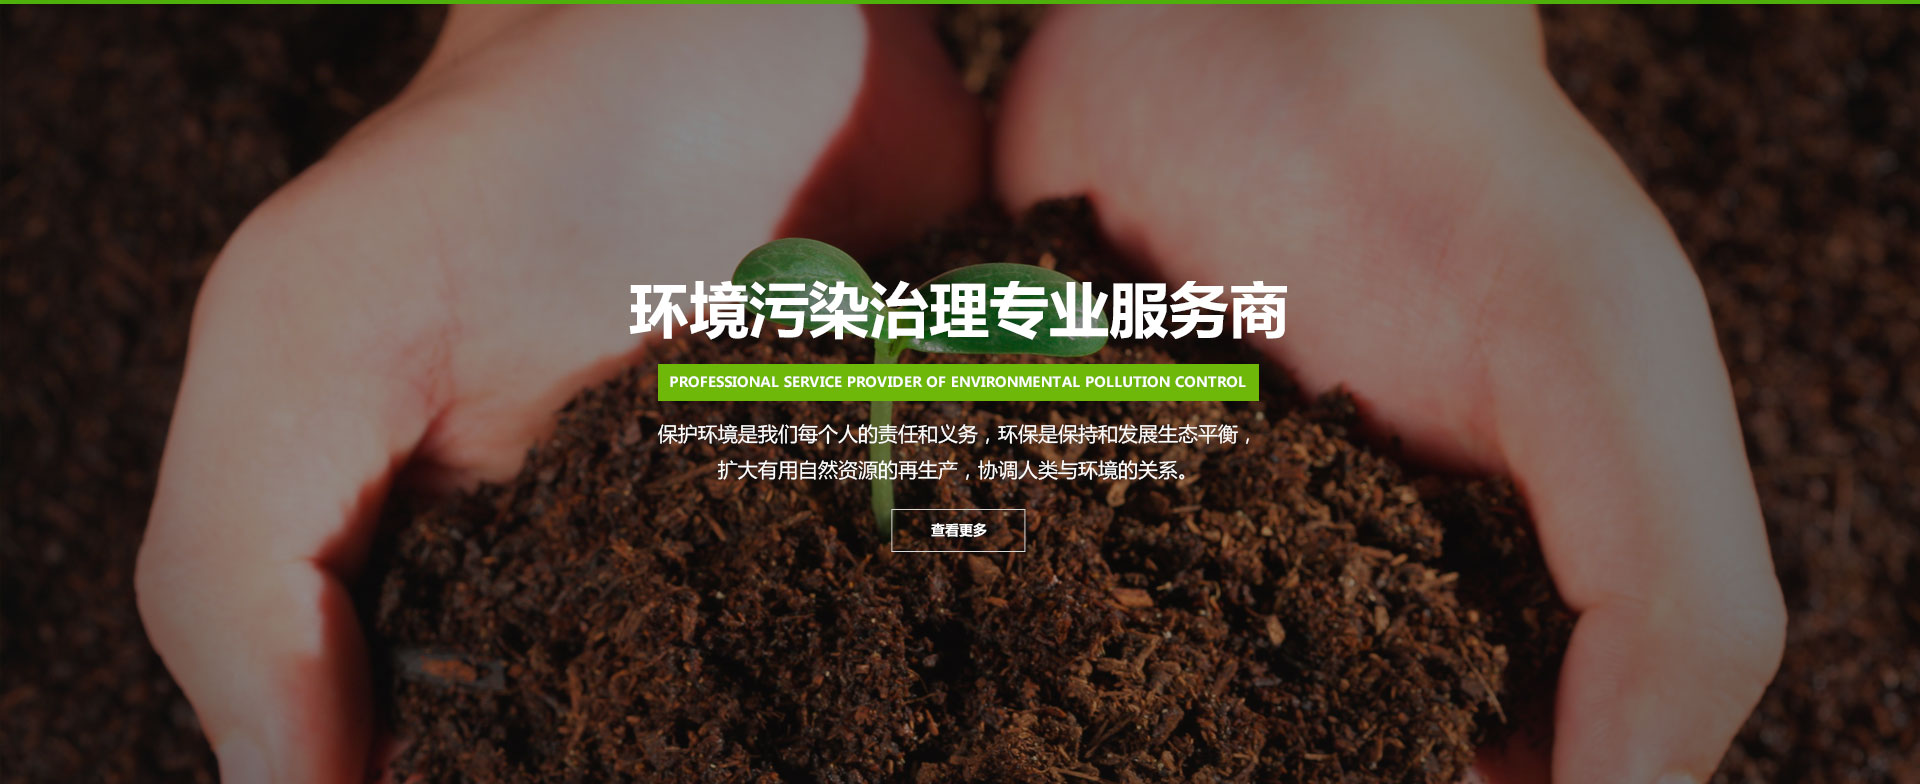 环境污染治理专业服务商
PROFESSIONAL SERVICE PROVIDER OF ENVIRONMENTAL POLLUTION CONTROL
保护环境是我们每个人的责任和义务，环保是保持和发展生态平衡，
扩大有用自然资源的再生产，协调人类与环境的关系。
查看更多